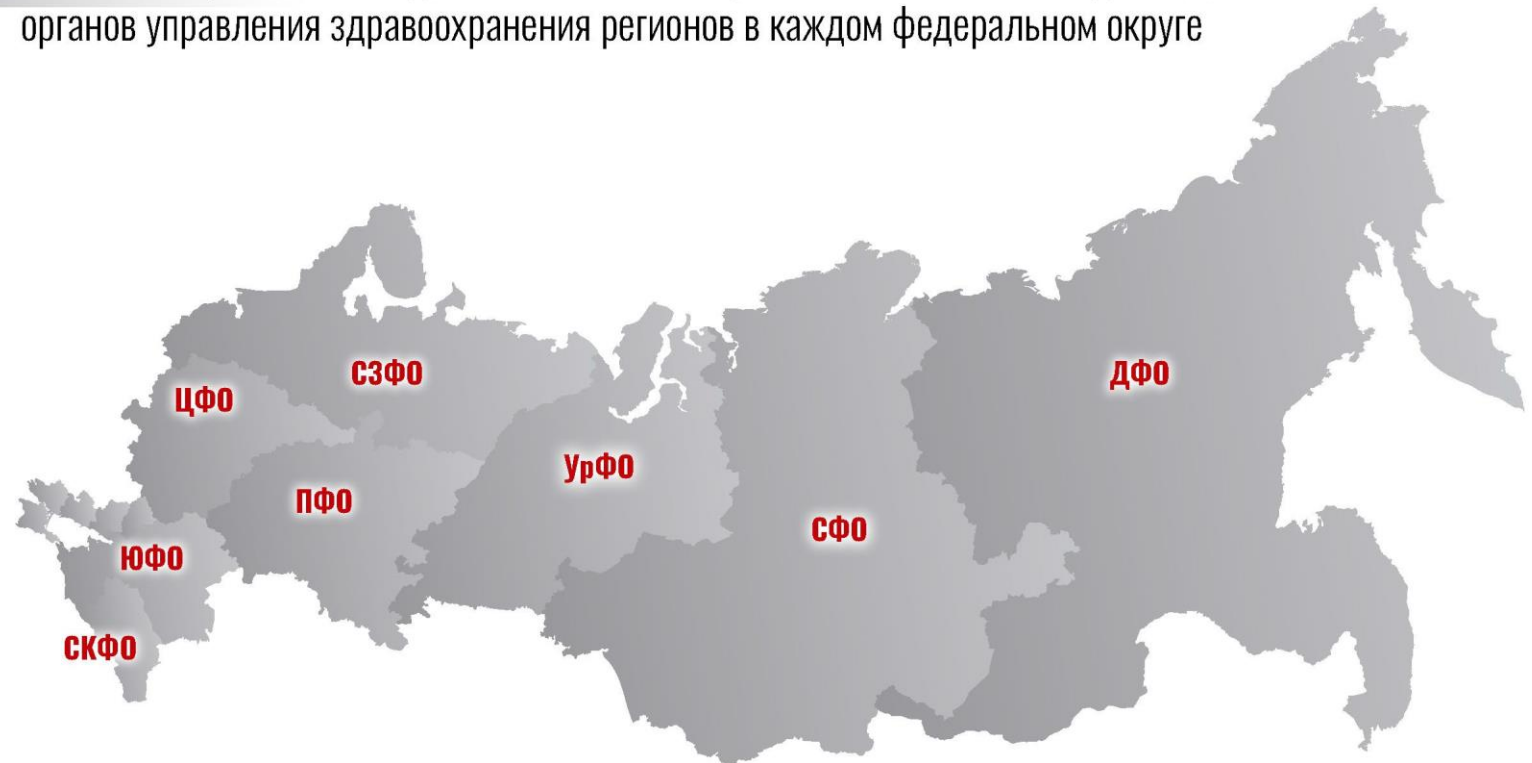 органов управления здравоохранения регионов в каждом федеральном округе
СЗФО
ЦФО
ДФО
УрФО
ПФО
СФО
ЮФО
СКФО